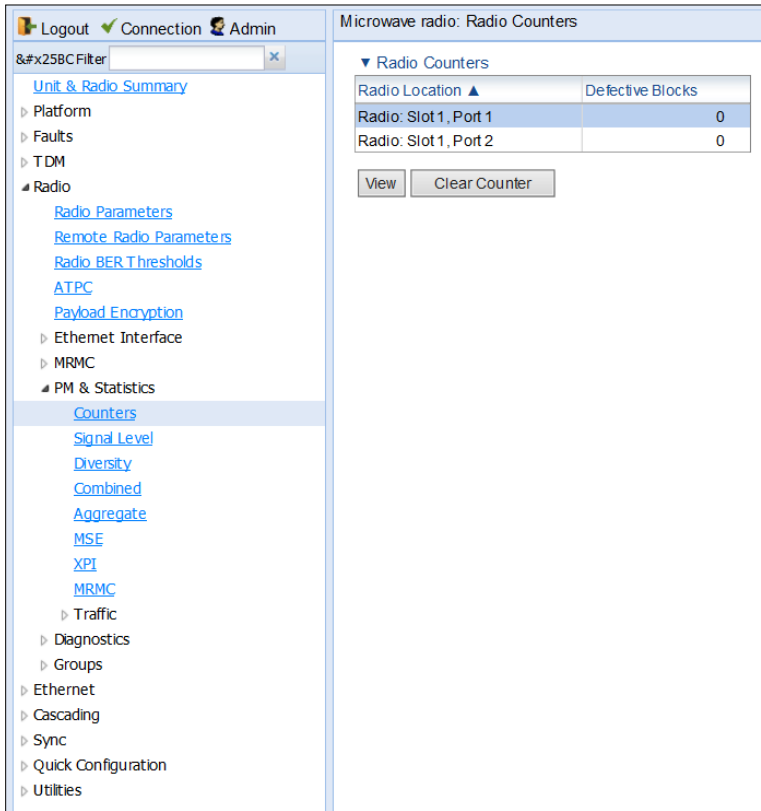 Logout Connection Admin
&#x25BC Filter
Unit & Radio Summary
Platform
Faults
TDM
Radio
Radio Parameters
Remote Radio Parameters
Radio BER Thresholds
ATPC
Payload Encryption
Ethernet Interface
MRMC
PM & Statistics
Counters
Signal Level
Diversity
Combined
Aggregate
MSE
XPI
MRMC
Traffic
Diagnostics
Groups
Ethernet
Cascading
Sync
Quick Configuration
Utilities
Microwave radio: Radio Counters
▼ Radio Counters
Radio Location ▲ Defective Blocks
Radio: Slot 1, Port 1 0
Radio: Slot 1, Port 2 0
View Clear Counter